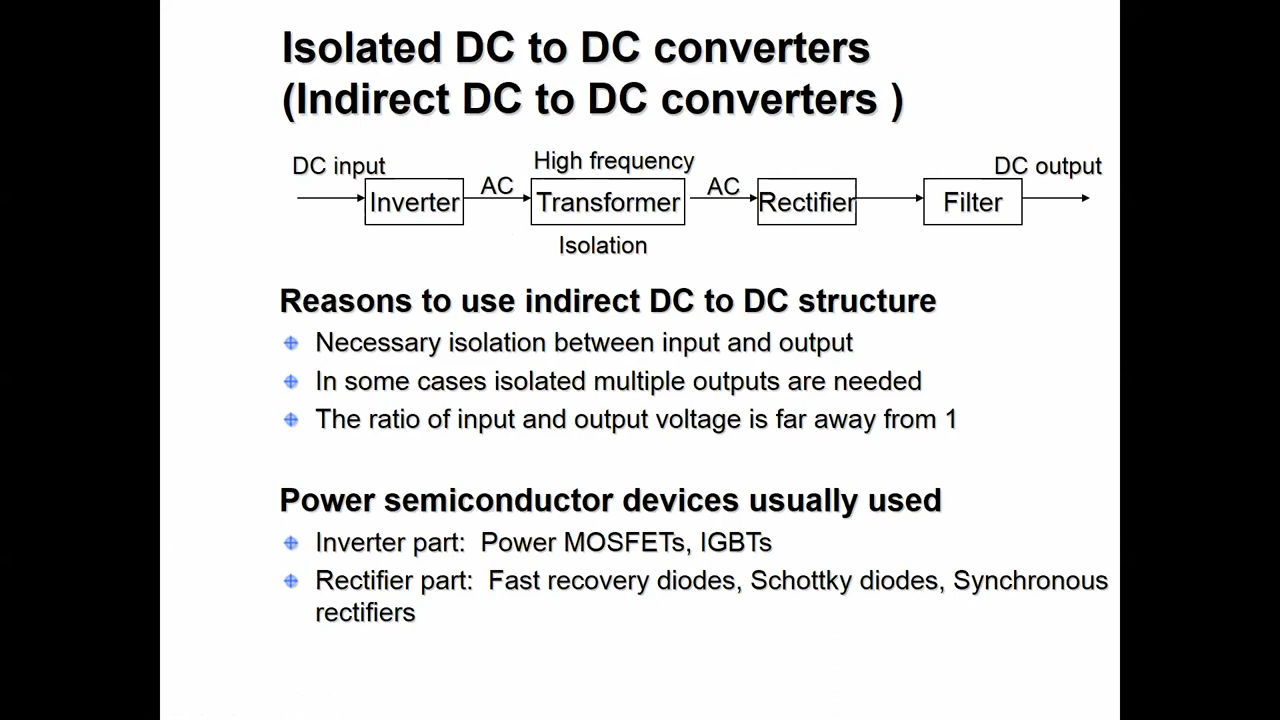 Isolated DC to DC converters
(Indirect DC to DC converters )
DC input
High frequency
DC output
Inverter
AC
Transformer
AC
Rectifier
Filter
Isolation
Reasons to use indirect DC to DC structure
Necessary isolation between input and output
In some cases isolated multiple outputs are needed
The ratio of input and output voltage is far away from 1
Power semiconductor devices usually used
Inverter part: Power MOSFETs, IGBTs
Rectifier part: Fast recovery diodes, Schottky diodes, Synchronous
rectifiers